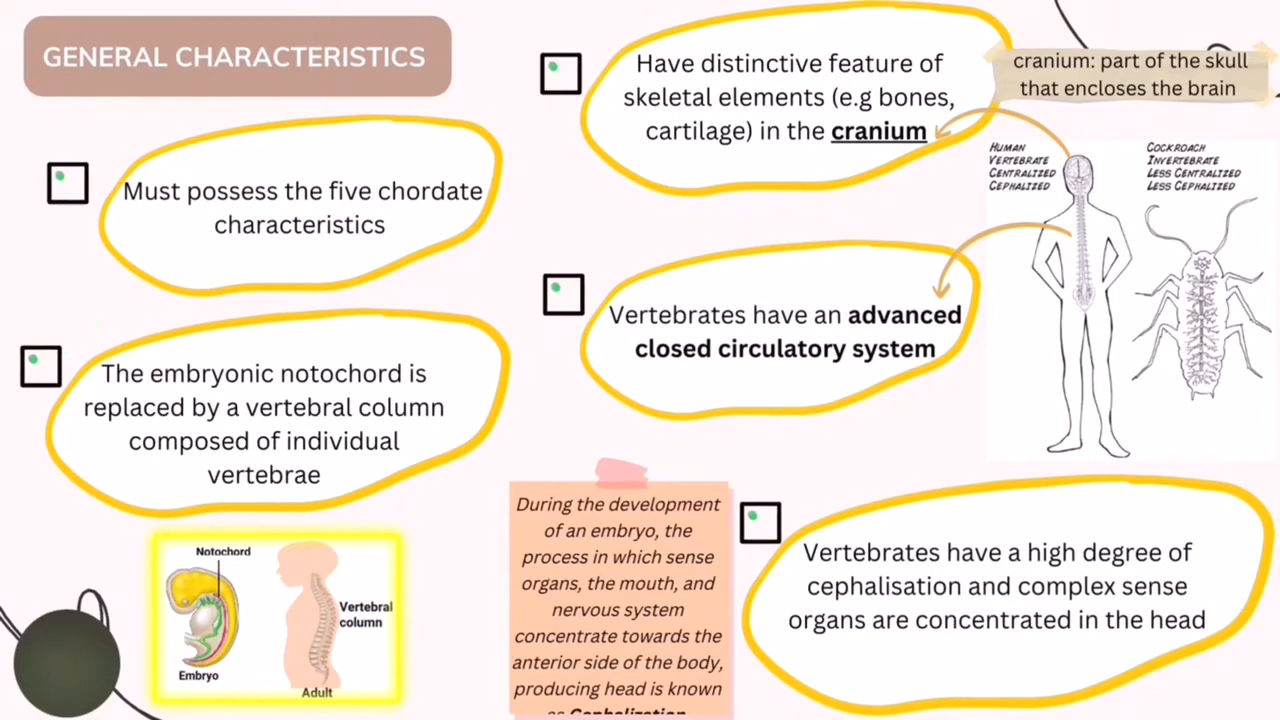 GENERAL CHARACTERISTICS
Must possess the five chordate
characteristics
The embryonic notochord is
replaced by a vertebral column
composed of individual
vertebrae
Notochord
Vertebral
column
Embryo
Adult
Have distinctive feature of
skeletal elements (e.g bones,
cartilage) in the cranium
cranium: part of the skull
that encloses the brain
HUMAN
VERTEBRATE
CENTRALIZED
CEPHALIZED
COCKROACH
INVERTEBRATE
LESS CENTRALIZED
LESS CEPHALIZED
Vertebrates have an advanced
closed circulatory system
During the development
of an embryo, the
process in which sense
organs, the mouth, and
nervous system
concentrate towards the
anterior side of the body,
producing head is known
as Cephalization
Vertebrates have a high degree of
cephalisation and complex sense
organs are concentrated in the head